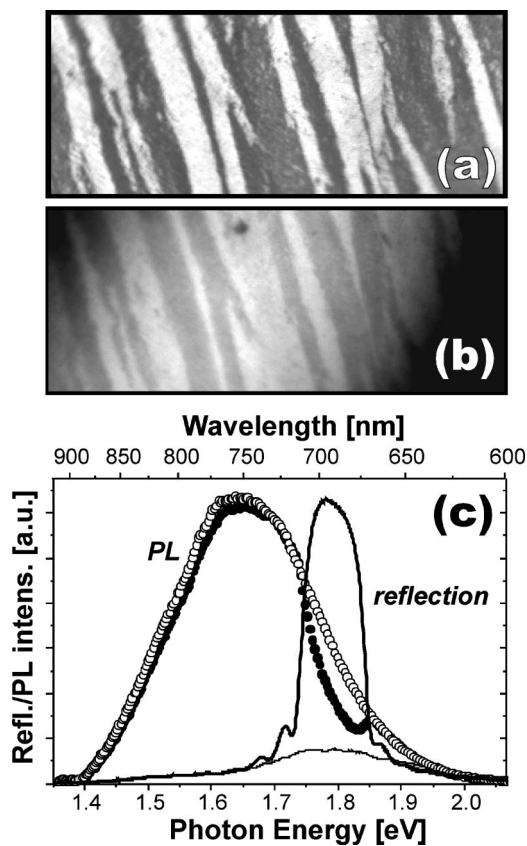 (a)
(b)
Wavelength [nm]
900 850 800 750 700 650 600
(c)
PL
reflection
Refl./PL intens. [a.u.]
1.4 1.5 1.6 1.7 1.8 1.9 2.0
Photon Energy [eV]